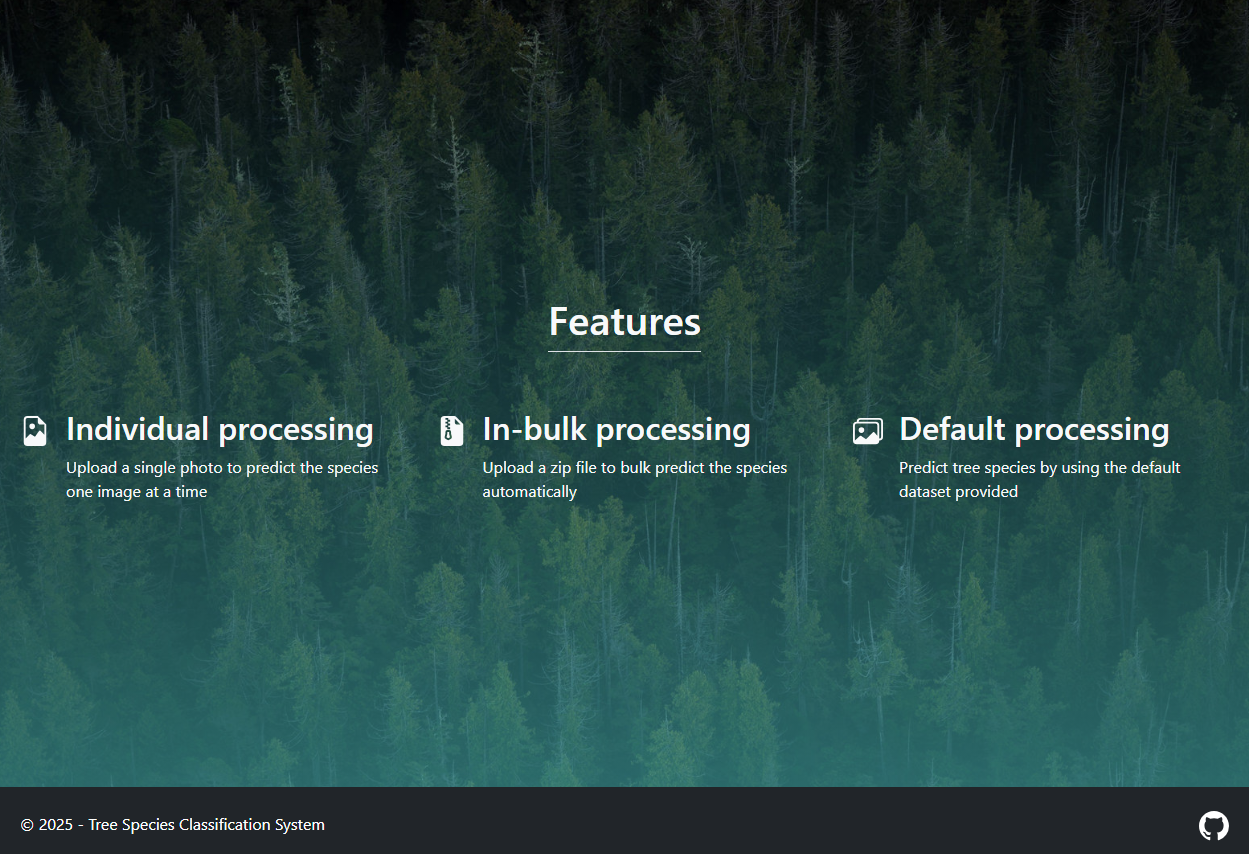 Features
Individual processing
Upload a single photo to predict the species
one image at a time
In-bulk processing
Upload a zip file to bulk predict the species
automatically
Default processing
Predict tree species by using the default
dataset provided
© 2025 - Tree Species Classification System